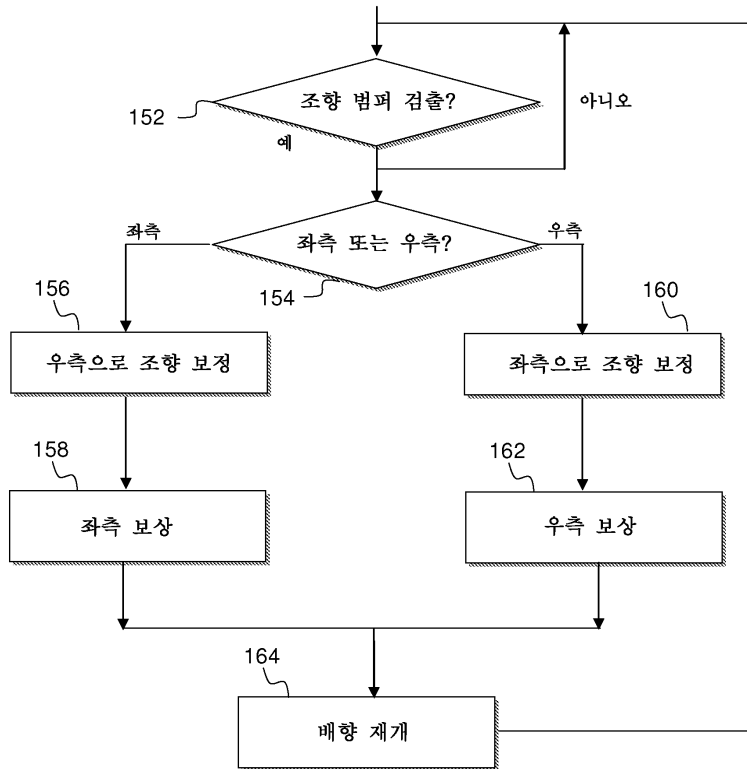 조향 범퍼 검출?
152
아니오
예
좌측 또는 우측?
좌측
우측
154
156
160
우측으로 조향 보정
좌측으로 조향 보정
158
162
좌측 보상
우측 보상
164
배향 재개